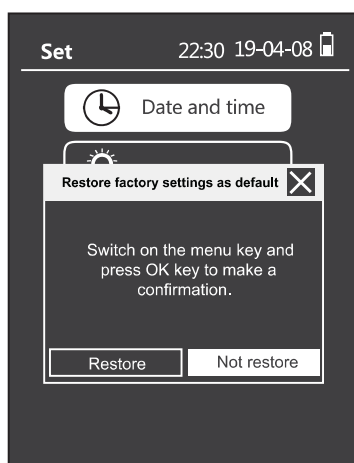 Set 22:30 19-04-08
Date and time
Restore factory settings as default
Switch on the menu key and
press OK key to make a
confirmation.
Restore Not restore